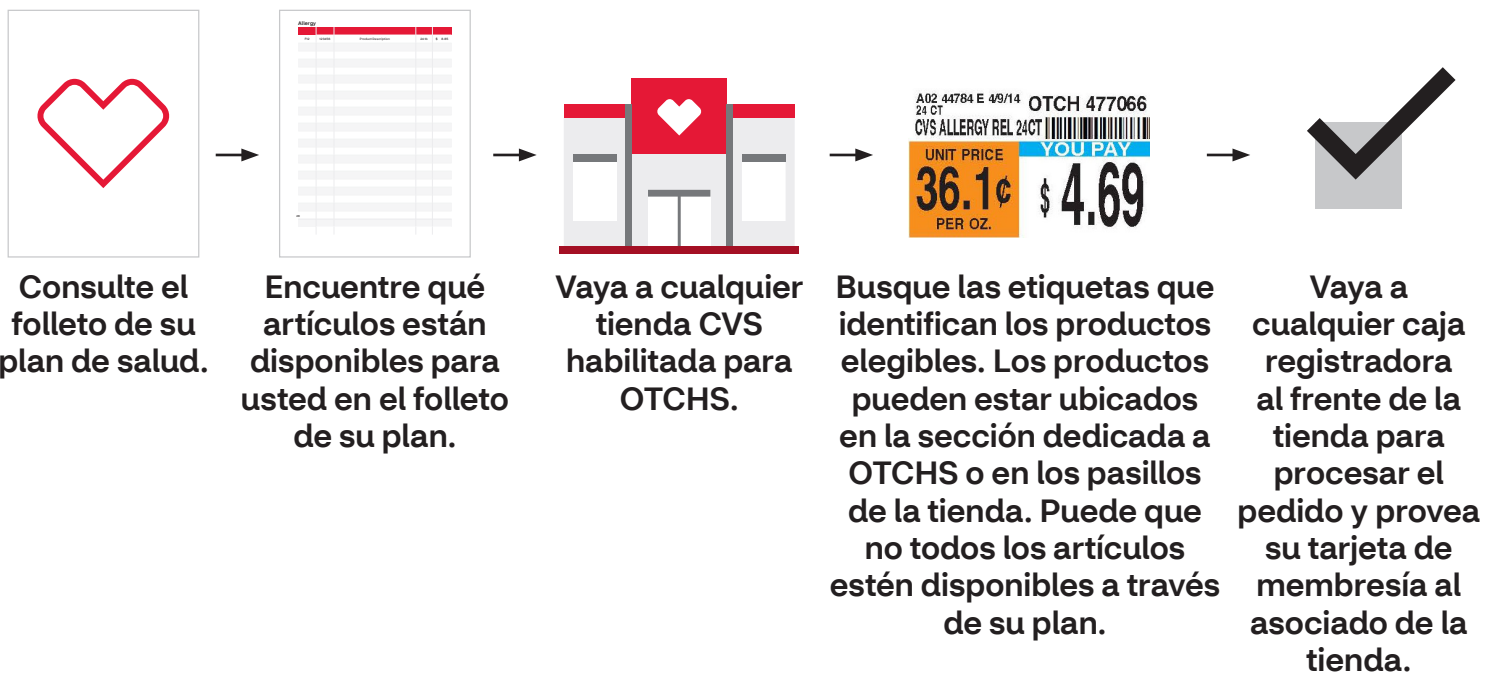 Allergy
Product Description
A02 44784 E 4/9/14
24 CT
OTCH 477066
CVS ALLERGY REL 24CT
UNIT PRICE
36.1¢
PER OZ.
YOU PAY
$ 4.69
Consulte el
folleto de su
plan de salud.
Encuentre qué
artículos están
disponibles para
usted en el folleto
de su plan.
Vaya a cualquier
tienda CVS
habilitada para
OTCHS.
Busque las etiquetas que
identifican los productos
elegibles. Los productos
pueden estar ubicados
en la sección dedicada a
OTCHS o en los pasillos
de la tienda. Puede que
no todos los artículos
estén disponibles a través
de su plan.
Vaya a
cualquier caja
registradora
al frente de la
tienda para
procesar el
pedido y provea
su tarjeta de
membresía al
asociado de la
tienda.